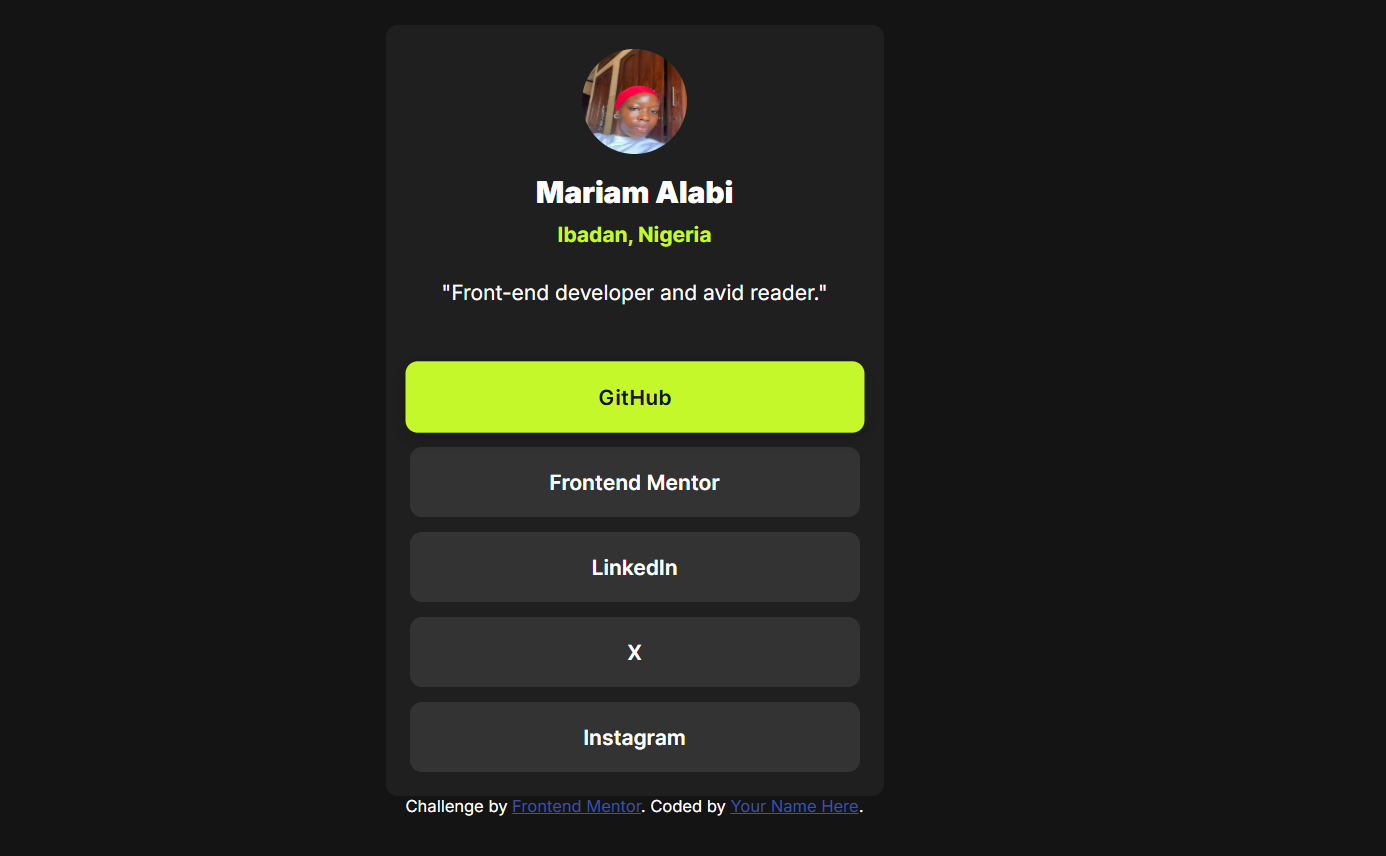 Mariam Alabi
Ibadan, Nigeria
"Front-end developer and avid reader."
GitHub
Frontend Mentor
LinkedIn
X
Instagram
Challenge by Frontend Mentor. Coded by Your Name Here.